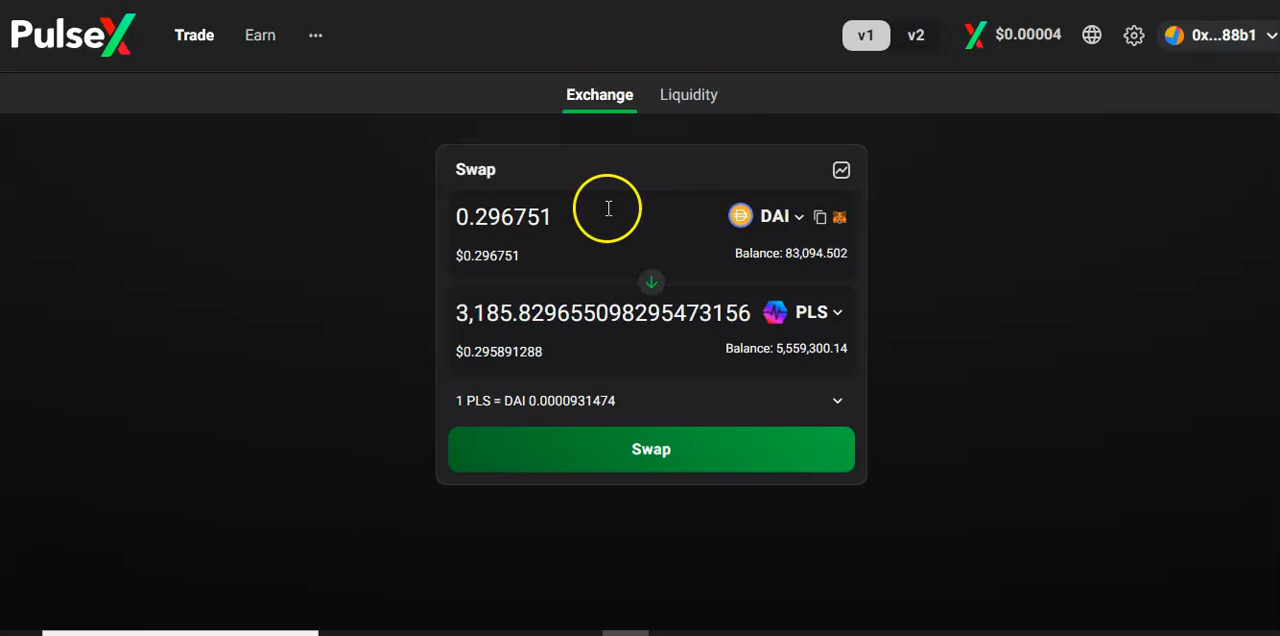 PulseX Trade Earn ... v1 v2 $0.00004 0x...88b1
Exchange Liquidity
Swap
0.296751 DAI
$0.296751 Balance: 83,094.502
3,185.829655098295473156 PLS
$0.295891288 Balance: 5,559,300.14
1 PLS = DAI 0.0000931474
Swap